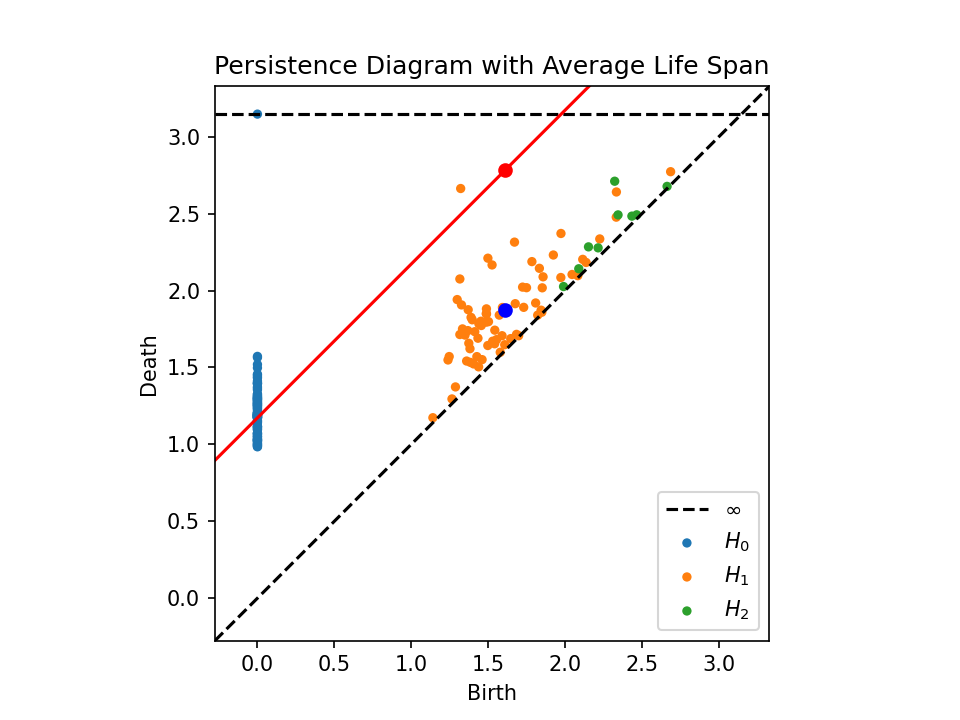 Persistence Diagram with Average Life Span
Death
3.0
2.5
2.0
1.5
1.0
0.5
0.0
0.0 0.5 1.0 1.5 2.0 2.5 3.0
Birth
∞
H₀
H₁
H₂